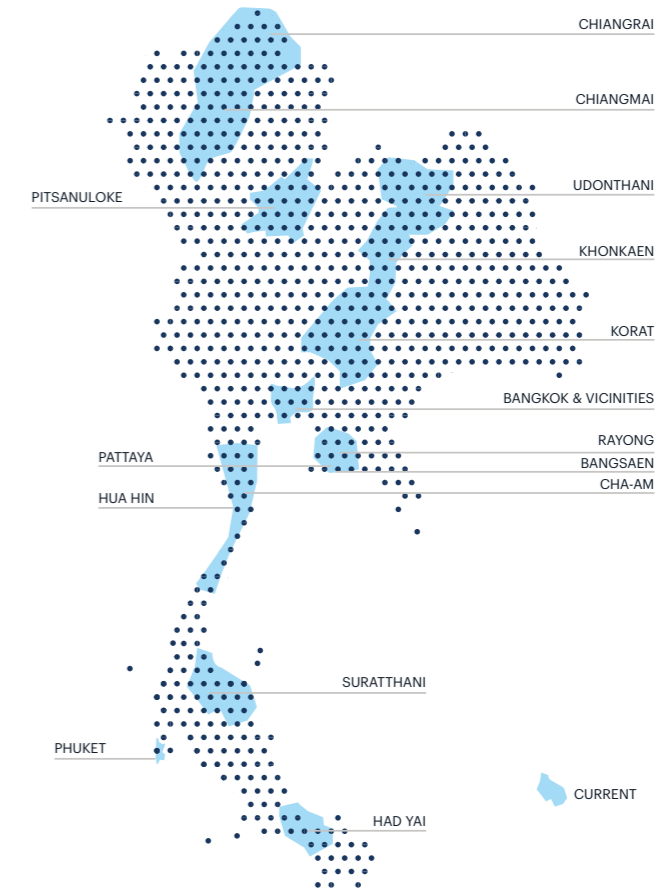 CHIANGRAI
CHIANGMAI
UDONTHANI
PITSANULOKE
KHONKAEN
KORAT
BANGKOK & VICINITIES
RAYONG
PATTAYA
BANGSAEN
CHA-AM
HUA HIN
SURATTHANI
PHUKET
CURRENT
HAD YAI